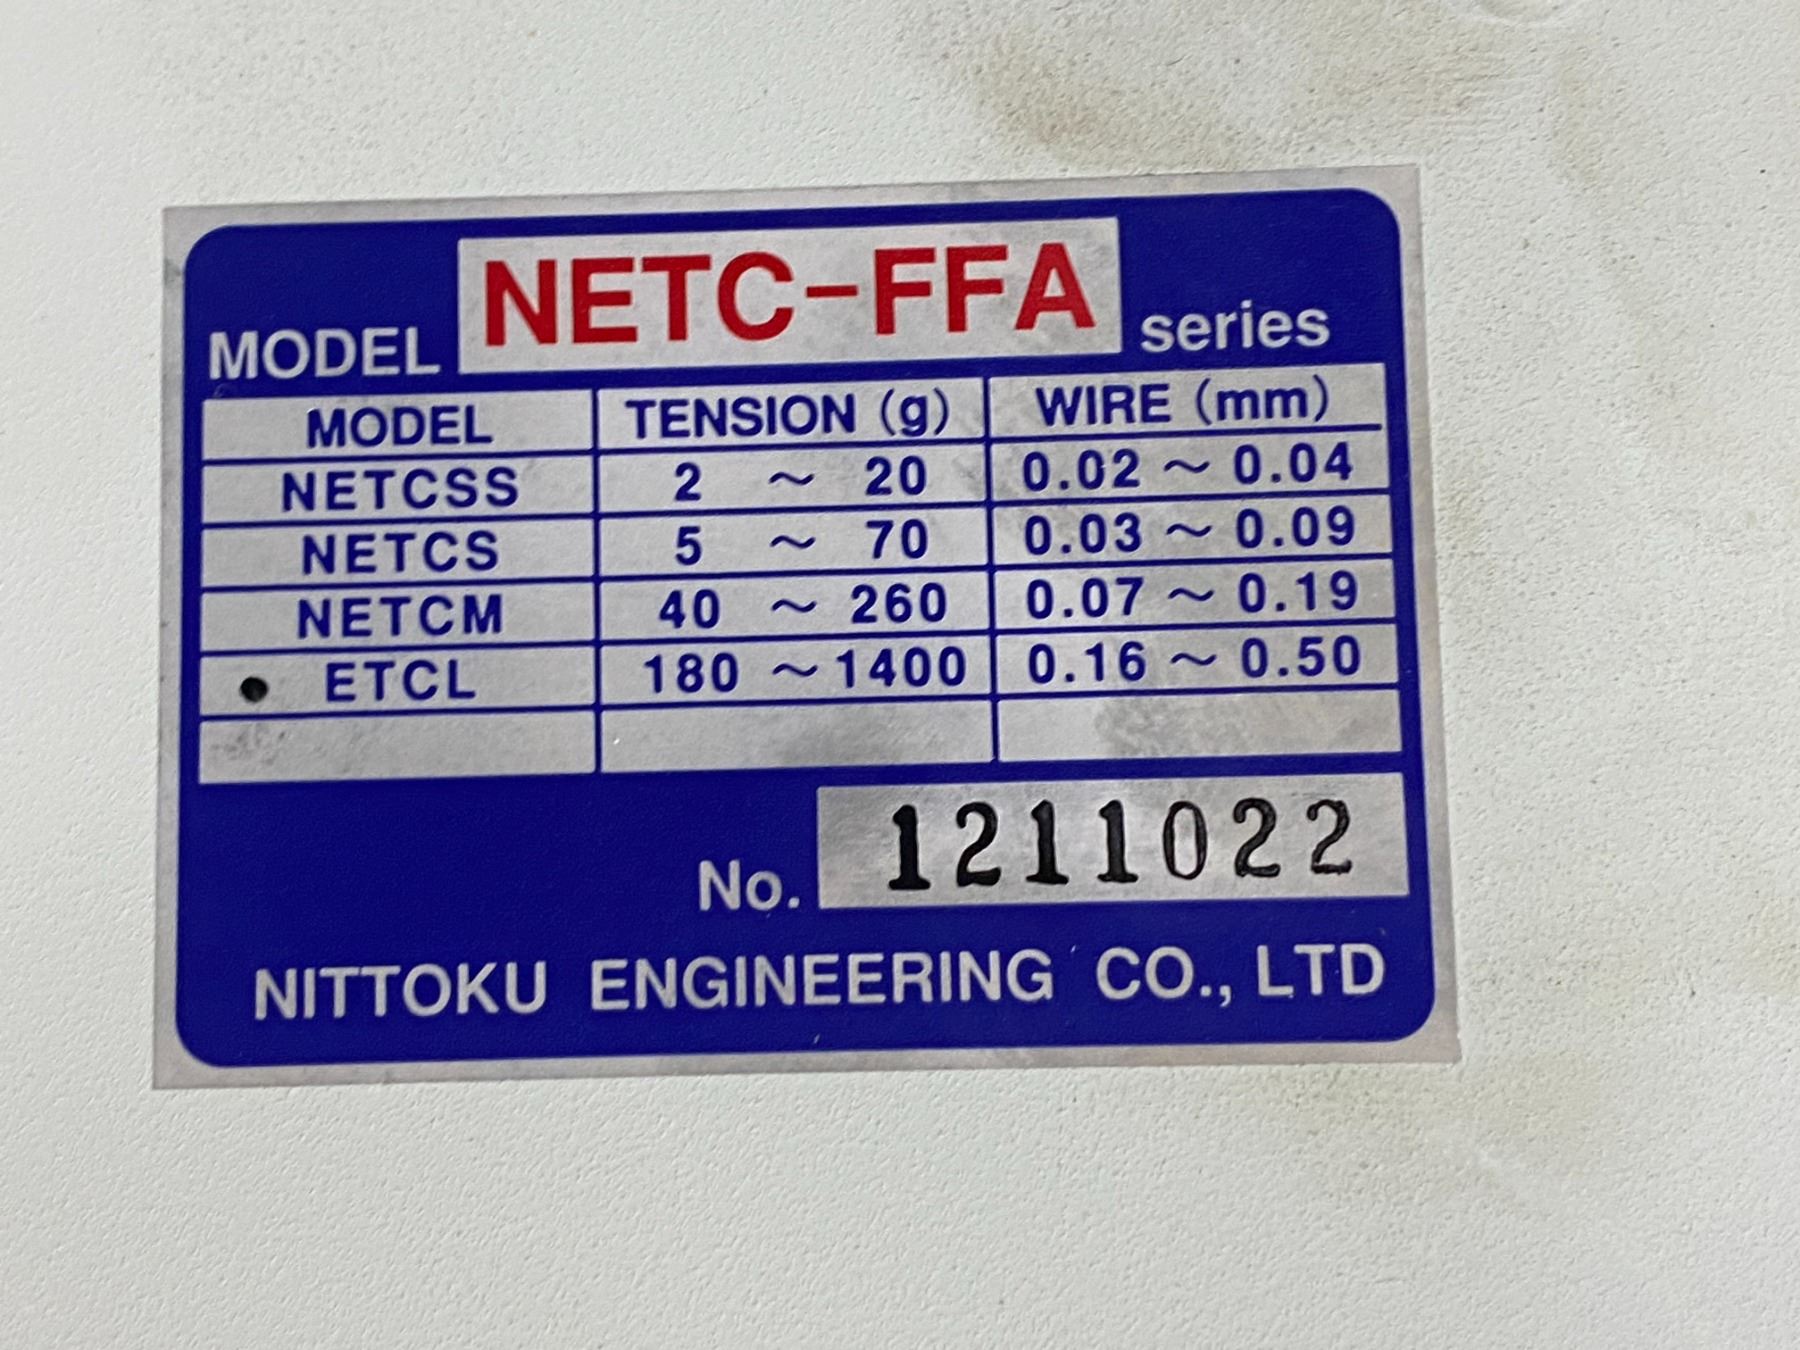 MODEL NETC-FFA series
MODEL TENSION (g) WIRE (mm)
NETCSS 2 ~ 20 0.02 ~ 0.04
NETCS 5 ~ 70 0.03 ~ 0.09
NETCM 40 ~ 260 0.07 ~ 0.19
● ETCL 180 ~ 1400 0.16 ~ 0.50
No. 1211022
NITTOKU ENGINEERING CO., LTD